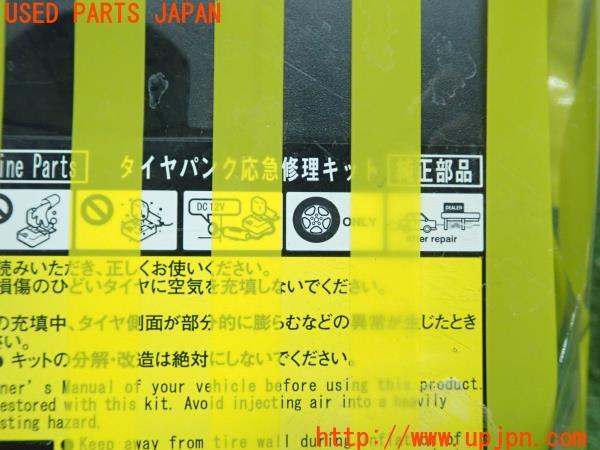 USED PARTS JAPAN
ine Parts タイヤパンク応急修理キット 純正部品
DC12V ONLY DEALER
after repair
読みいただき、正しくお使いください。
損傷のひどいタイヤに空気を充填しないでください。
の充填中、タイヤ側面が部分的に膨らむなどの異常が生じたとき
さい。
● キットの分解・改造は絶対にしないでください。
ner's Manual of your vehicle before using this product.
estored with this kit. Avoid injecting air into a heavily
sting hazard.
● Keep away from tire wall during inflation of
http://www.upjpn.com/